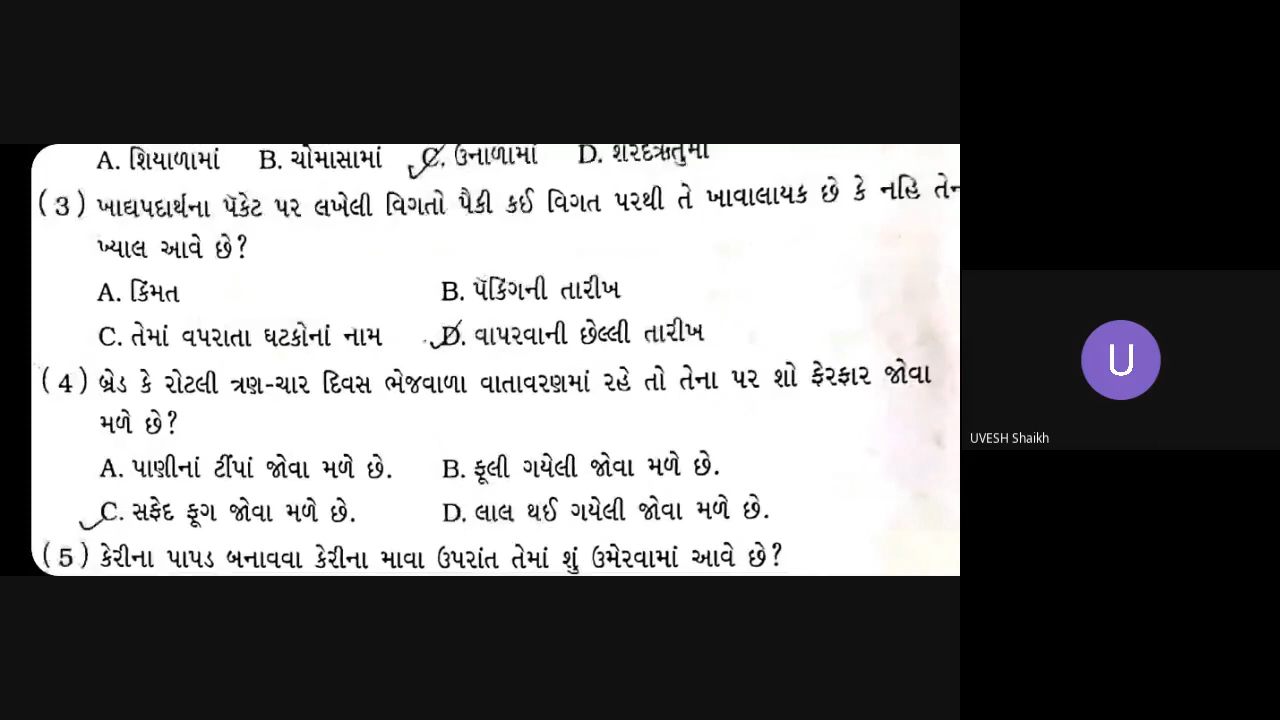 A. શિયાળામાં B. ચોમાસામાં C. ઉનાળામાં D. શરદઋતુમાં
(3) ખાદ્યપદાર્થના પૅકેટ પર લખેલી વિગતો પૈકી કઈ વિગત પરથી તે ખાવાલાયક છે કે નહિ
ખ્યાલ આવે છે?
A. કિંમત B. પૅકિંગની તારીખ
C. તેમાં વપરાતા ઘટકોનાં નામ D. વાપરવાની છેલ્લી તારીખ
(4) બ્રેડ કે રોટલી ત્રણ-ચાર દિવસ ભેજવાળા વાતાવરણમાં રહે તો તેના પર શો ફેરફાર જોવા
મળે છે?
A. પાણીનાં ટીંપાં જોવા મળે છે. B. ફૂલી ગયેલી જોવા મળે છે.
C. સફેદ ફૂગ જોવા મળે છે. D. લાલ થઈ ગયેલી જોવા મળે છે.
(5) કેરીના પાપડ બનાવવા કેરીના માવા ઉપરાંત તેમાં શું ઉમેરવામાં આવે છે?
U
UVESH Shaikh